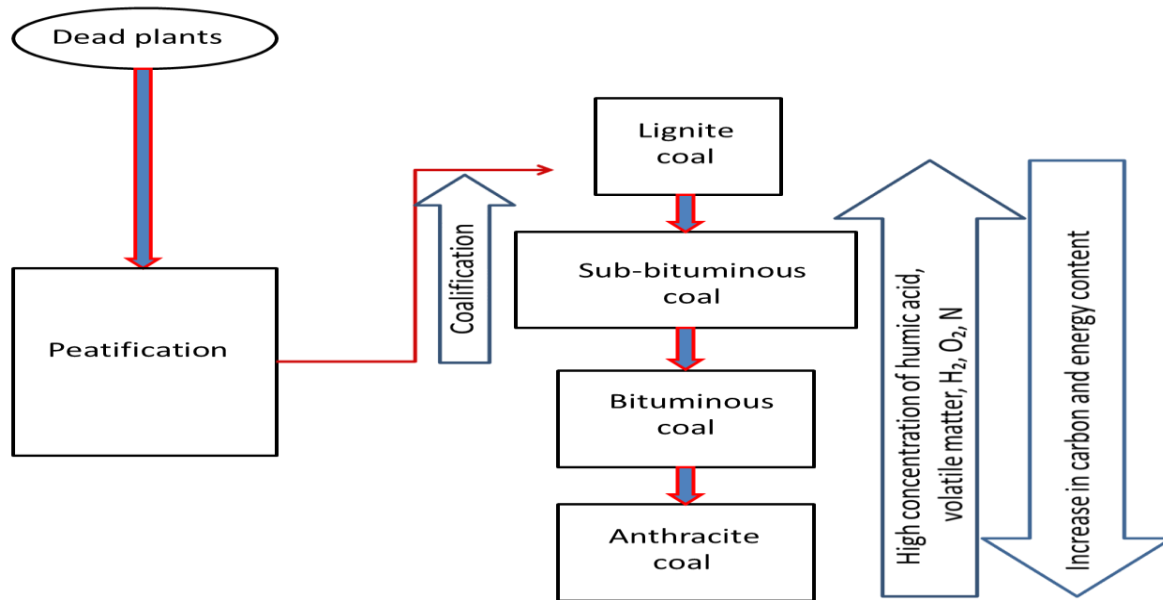 Dead plants
Peatification
Coalification
Lignite
coal
Sub-bituminous
coal
Bituminous
coal
Anthracite
coal
High concentration of humic acid,
volatile matter, H₂, O₂, N
Increase in carbon and energy content